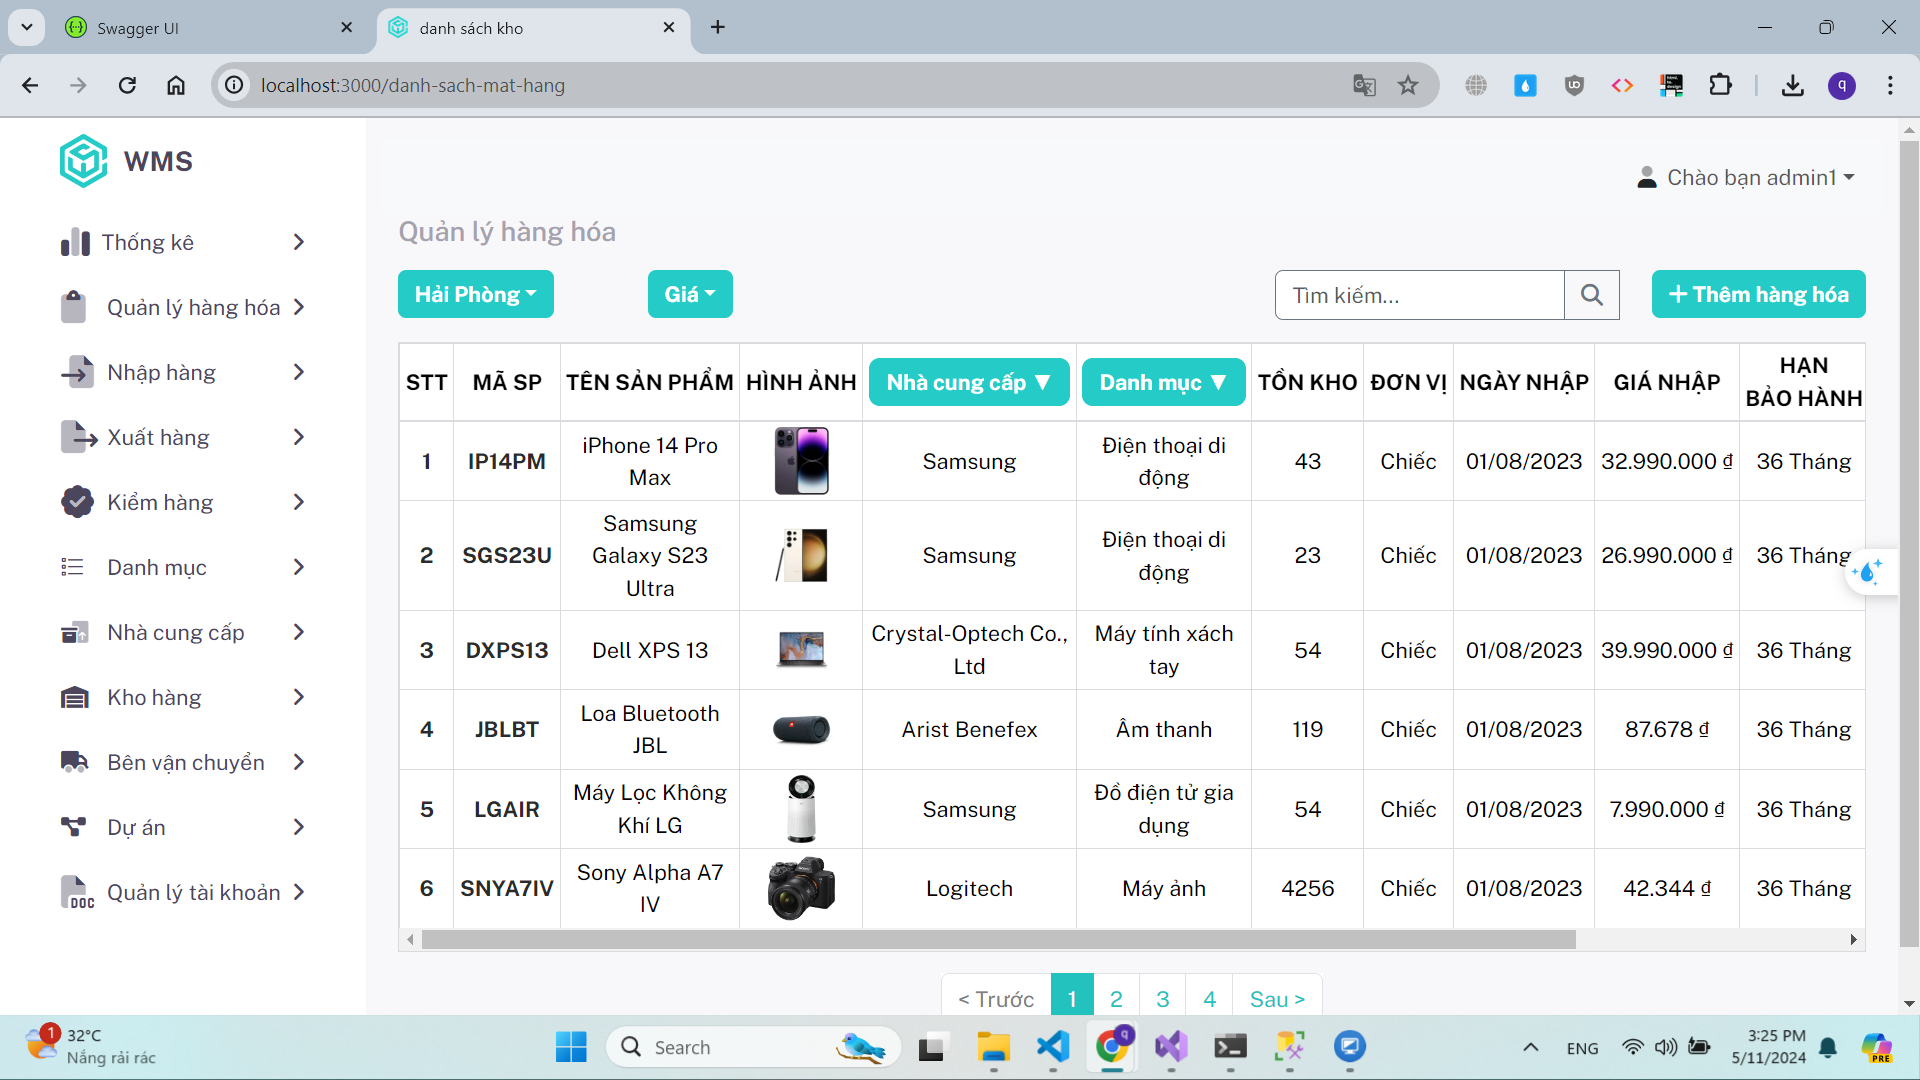 Swagger UI
danh sách kho
localhost:3000/danh-sach-mat-hang
q
WMS
Chào bạn admin1
Thống kê
Quản lý hàng hóa
Nhập hàng
Xuất hàng
Kiểm hàng
Danh mục
Nhà cung cấp
Kho hàng
Bên vận chuyển
Dự án
DOC
Quản lý tài khoản
Quản lý hàng hóa
Hải Phòng
Giá
Tìm kiếm...
+ Thêm hàng hóa
STT MÃ SP TÊN SẢN PHẨM HÌNH ẢNH Nhà cung cấp ▼ Danh mục ▼ TỒN KHO ĐƠN VỊ NGÀY NHẬP GIÁ NHẬP HẠN
BẢO HÀNH
1 IP14PM iPhone 14 Pro
Max
Samsung Điện thoại di
động
43 Chiếc 01/08/2023 32.990.000 ₫ 36 Tháng
2 SGS23U Samsung
Galaxy S23
Ultra
Samsung Điện thoại di
động
23 Chiếc 01/08/2023 26.990.000 ₫ 36 Tháng
3 DXPS13 Dell XPS 13 Crystal-Optech Co.,
Ltd
Máy tính xách
tay
54 Chiếc 01/08/2023 39.990.000 ₫ 36 Tháng
4 JBLBT Loa Bluetooth
JBL
Arist Benefex Âm thanh 119 Chiếc 01/08/2023 87.678 ₫ 36 Tháng
5 LGAIR Máy Lọc Không
Khí LG
Samsung Đồ điện tử gia
dụng
54 Chiếc 01/08/2023 7.990.000 ₫ 36 Tháng
6 SNYA7IV Sony Alpha A7
IV
Logitech Máy ảnh 4256 Chiếc 01/08/2023 42.344 ₫ 36 Tháng
< Trước 1 2 3 4 Sau >
1
32°C
Nắng rải rác
Search
q
ENG
3:25 PM
5/11/2024
PRE